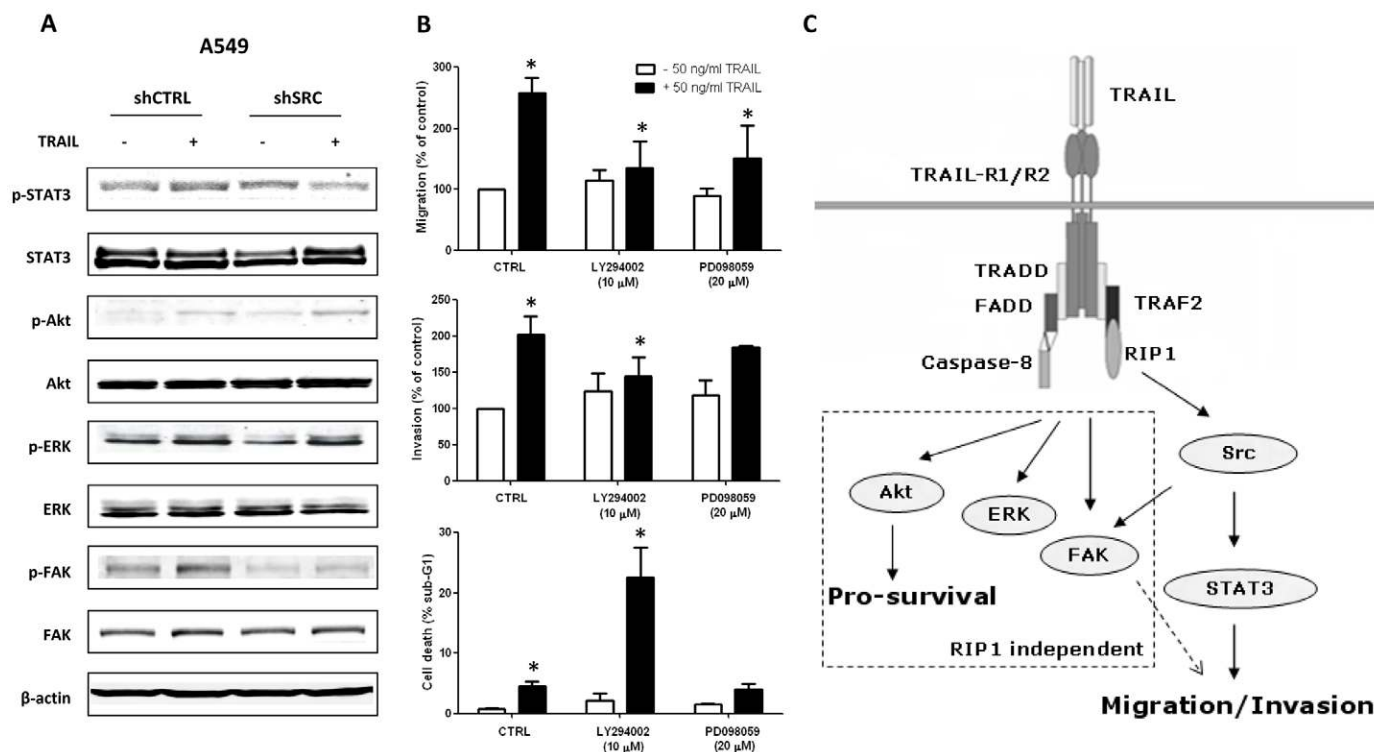 A
A549
shCTRL shSRC
TRAIL - + - +
p-STAT3
STAT3
p-Akt
Akt
p-ERK
ERK
p-FAK
FAK
β-actin
B
- 50 ng/ml TRAIL
+ 50 ng/ml TRAIL
Migration (% of control)
300
200
100
0
* * *
CTRL LY294002 PD098059
(10 μM) (20 μM)
Invasion (% of control)
250
200
150
100
50
0
* *
CTRL LY294002 PD098059
(10 μM) (20 μM)
Cell death (% sub-G1)
30
20
10
0
* *
CTRL LY294002 PD098059
(10 μM) (20 μM)
C
TRAIL
TRAIL-R1/R2
TRADD
FADD
TRAF2
Caspase-8
RIP1
Src
Akt
ERK
FAK
STAT3
Pro-survival
RIP1 independent
Migration/Invasion